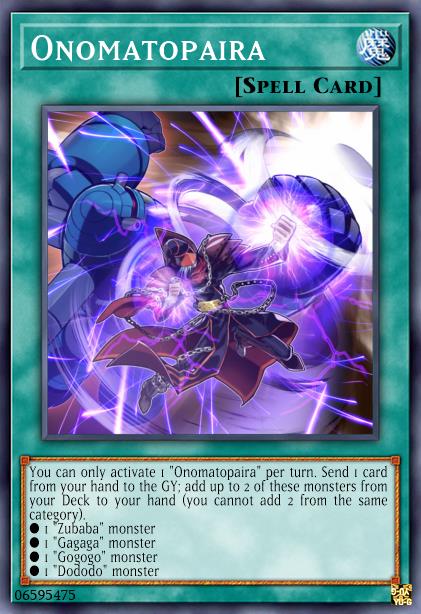 Onomatopaira
魔
[Spell Card]
You can only activate 1 "Onomatopaira" per turn. Send 1 card
from your hand to the GY; add up to 2 of these monsters from
your Deck to your hand (you cannot add 2 from the same
category).
● 1 "Zubaba" monster
● 1 "Gagaga" monster
● 1 "Gogogo" monster
● 1 "Dododo" monster
06595475